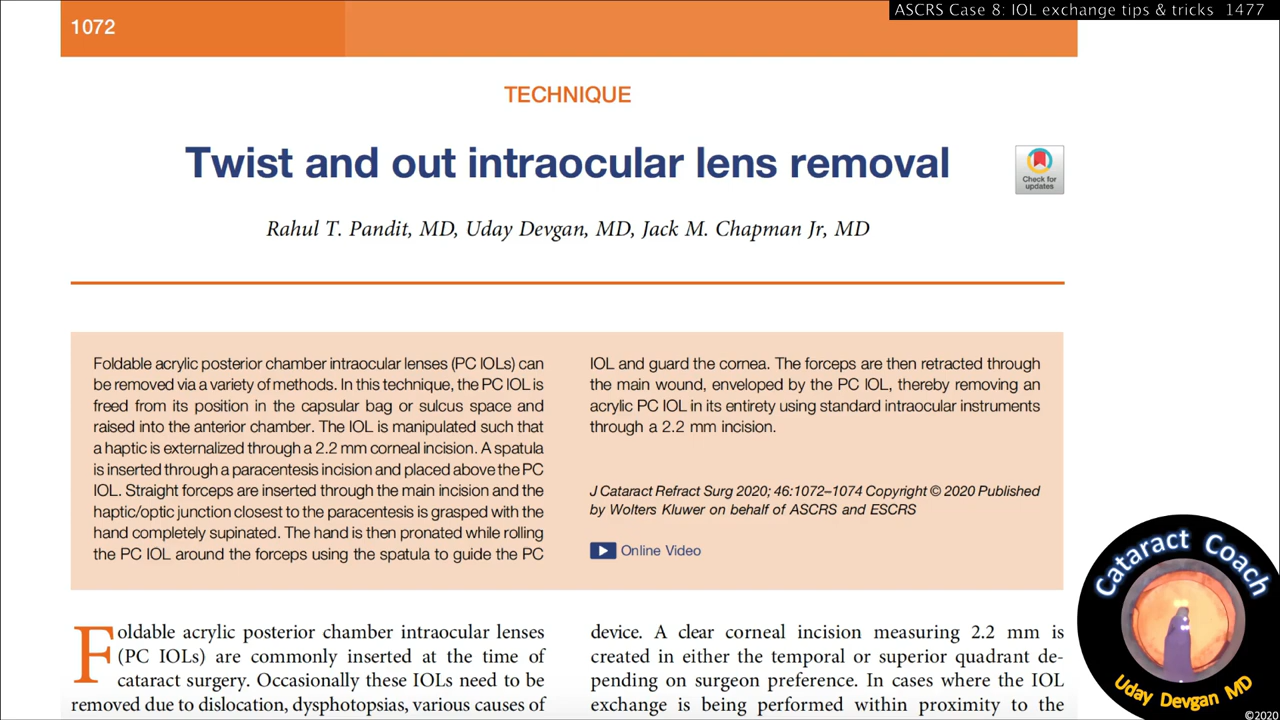 ASCRS Case 8: IOL exchange tips & tricks 1477
1072
TECHNIQUE
Twist and out intraocular lens removal
Check for
updates
Rahul T. Pandit, MD, Uday Devgan, MD, Jack M. Chapman Jr, MD
Foldable acrylic posterior chamber intraocular lenses (PC IOLs) can
be removed via a variety of methods. In this technique, the PC IOL is
freed from its position in the capsular bag or sulcus space and
raised into the anterior chamber. The IOL is manipulated such that
a haptic is externalized through a 2.2 mm corneal incision. A spatula
is inserted through a paracentesis incision and placed above the PC
IOL. Straight forceps are inserted through the main incision and the
haptic/optic junction closest to the paracentesis is grasped with the
hand completely supinated. The hand is then pronated while rolling
the PC IOL around the forceps using the spatula to guide the PC
IOL and guard the cornea. The forceps are then retracted through
the main wound, enveloped by the PC IOL, thereby removing an
acrylic PC IOL in its entirety using standard intraocular instruments
through a 2.2 mm incision.
J Cataract Refract Surg 2020; 46:1072–1074 Copyright © 2020 Published
by Wolters Kluwer on behalf of ASCRS and ESCRS
Online Video
Foldable acrylic posterior chamber intraocular lenses
(PC IOLs) are commonly inserted at the time of
cataract surgery. Occasionally these IOLs need to be
removed due to dislocation, dysphotopsias, various causes of
device. A clear corneal incision measuring 2.2 mm is
created in either the temporal or superior quadrant de-
pending on surgeon preference. In cases where the IOL
exchange is being performed within proximity to the
Cataract Coach
Uday Devgan MD
©2020